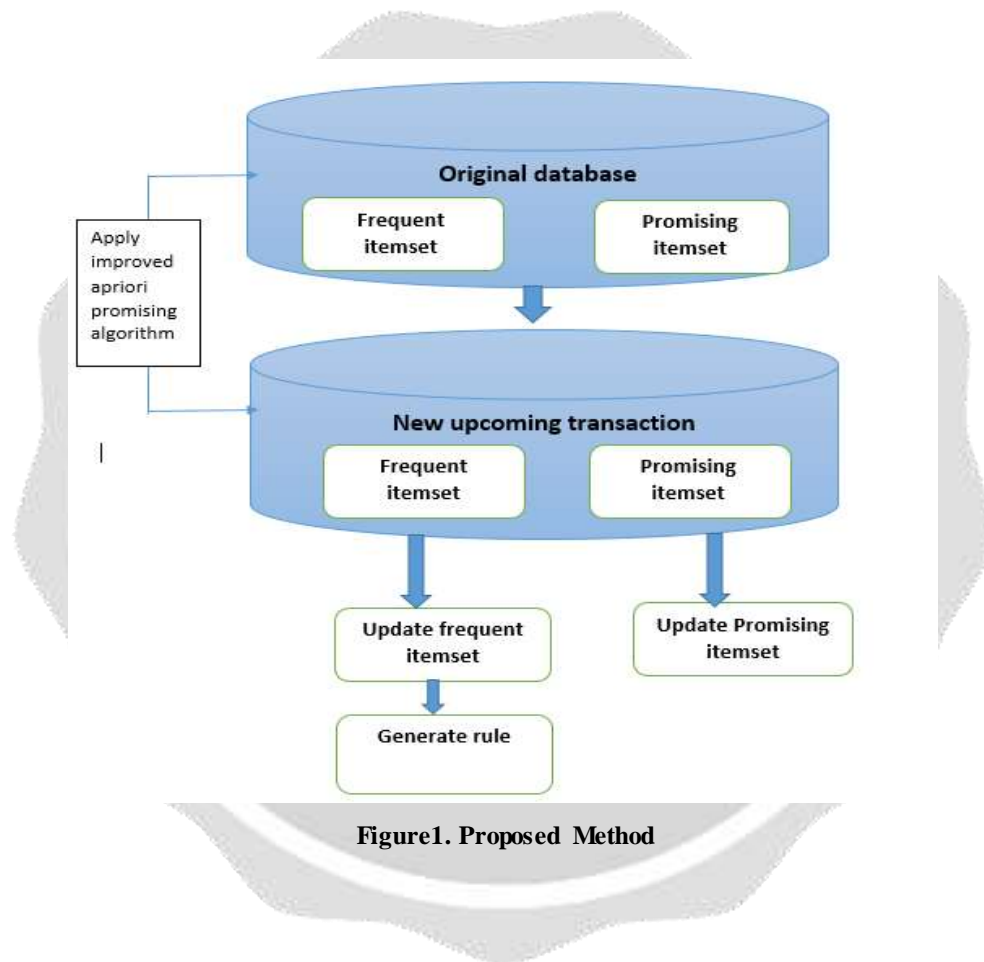 Original database
Frequent
itemset
Promising
itemset
Apply
improved
apriori
promising
algorithm
New upcoming transaction
Frequent
itemset
Promising
itemset
Update frequent
itemset
Update Promising
itemset
Generate rule
Figure1. Proposed Method